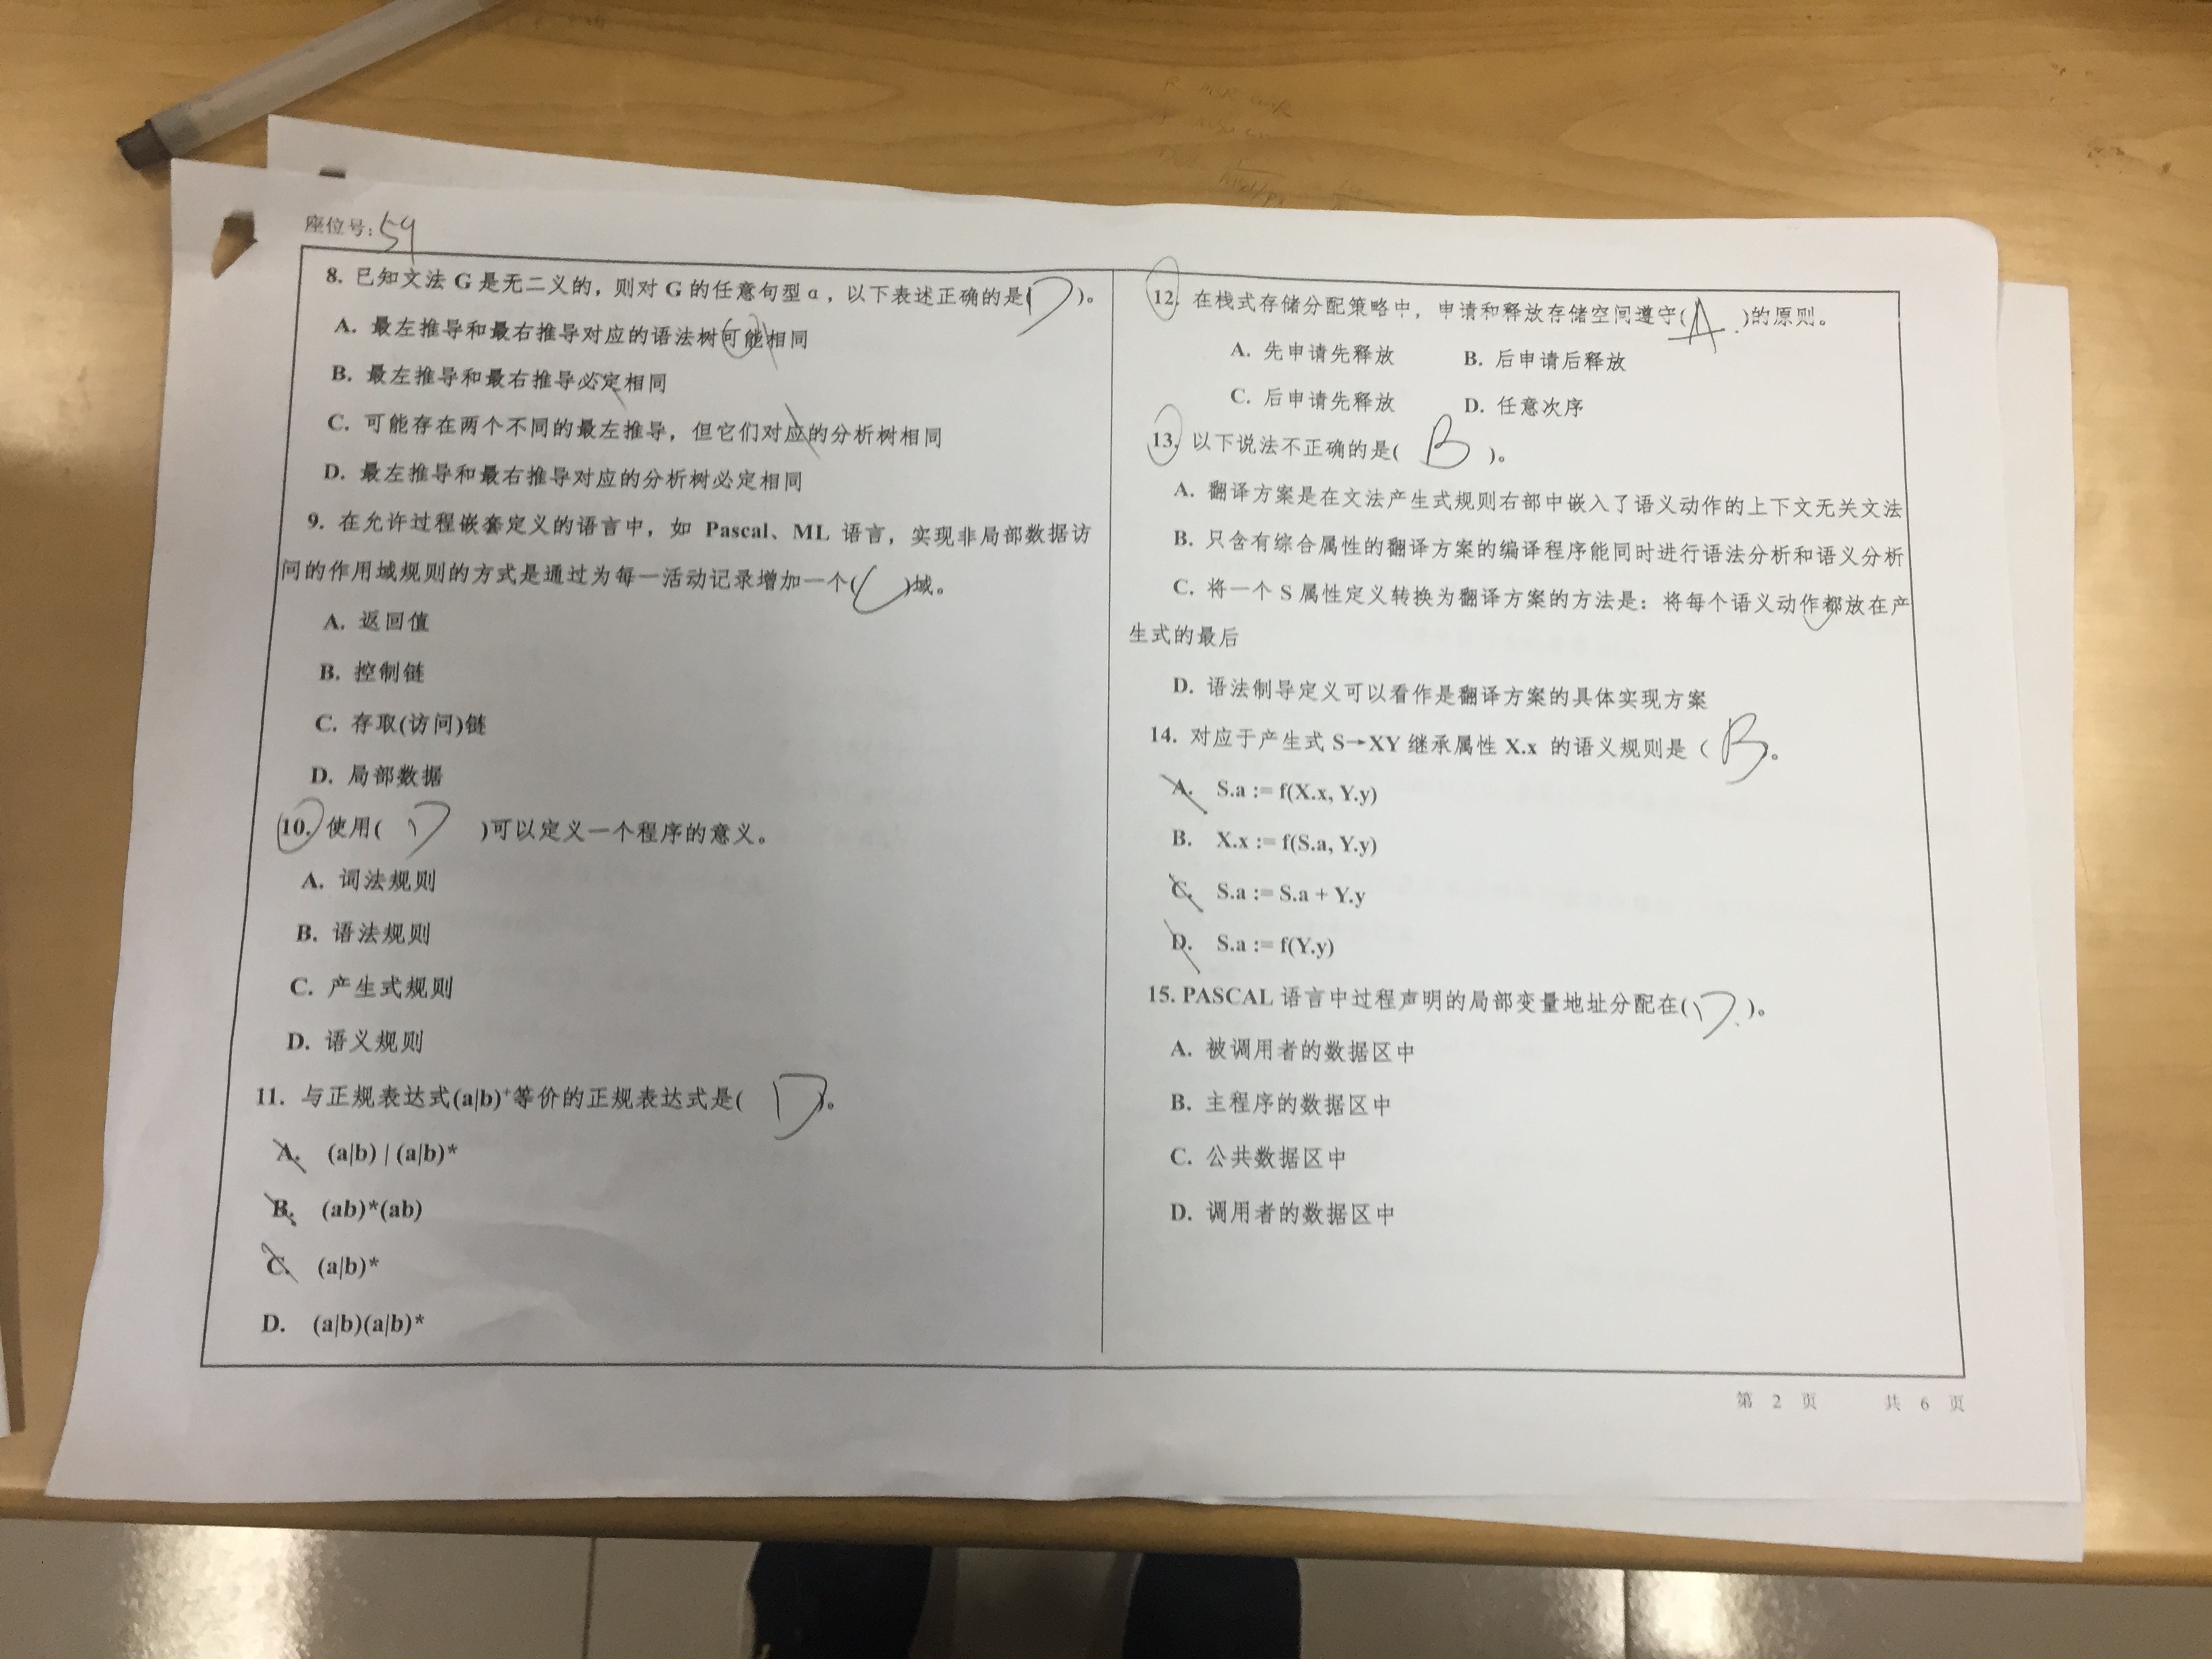 座位号:59
8. 已知文法 G 是无二义的，则对 G 的任意句型 α，以下表述正确的是( D )。
A. 最左推导和最右推导对应的语法树可能相同
B. 最左推导和最右推导必定相同
C. 可能存在两个不同的最左推导，但它们对应的分析树相同
D. 最左推导和最右推导对应的分析树必定相同
9. 在允许过程嵌套定义的语言中，如 Pascal、ML 语言，实现非局部数据访
问的作用域规则的方式是通过为每一活动记录增加一个( C )域。
A. 返回值
B. 控制链
C. 存取(访问)链
D. 局部数据
10. 使用( D )可以定义一个程序的意义。
A. 词法规则
B. 语法规则
C. 产生式规则
D. 语义规则
11. 与正规表达式(a|b)⁺等价的正规表达式是( D )。
A. (a|b) | (a|b)*
B. (ab)*(ab)
C. (a|b)*
D. (a|b)(a|b)*
12. 在栈式存储分配策略中，申请和释放存储空间遵守( A )的原则。
A. 先申请先释放 B. 后申请后释放
C. 后申请先释放 D. 任意次序
13. 以下说法不正确的是( B )。
A. 翻译方案是在文法产生式规则右部中嵌入了语义动作的上下文无关文法
B. 只含有综合属性的翻译方案的编译程序能同时进行语法分析和语义分析
C. 将一个 S 属性定义转换为翻译方案的方法是：将每个语义动作都放在产
生式的最后
D. 语法制导定义可以看作是翻译方案的具体实现方案
14. 对应于产生式 S→XY 继承属性 X.x 的语义规则是（ B 。
A. S.a := f(X.x, Y.y)
B. X.x := f(S.a, Y.y)
C. S.a := S.a + Y.y
D. S.a := f(Y.y)
15. PASCAL 语言中过程声明的局部变量地址分配在( D )。
A. 被调用者的数据区中
B. 主程序的数据区中
C. 公共数据区中
D. 调用者的数据区中
第 2 页 共 6 页